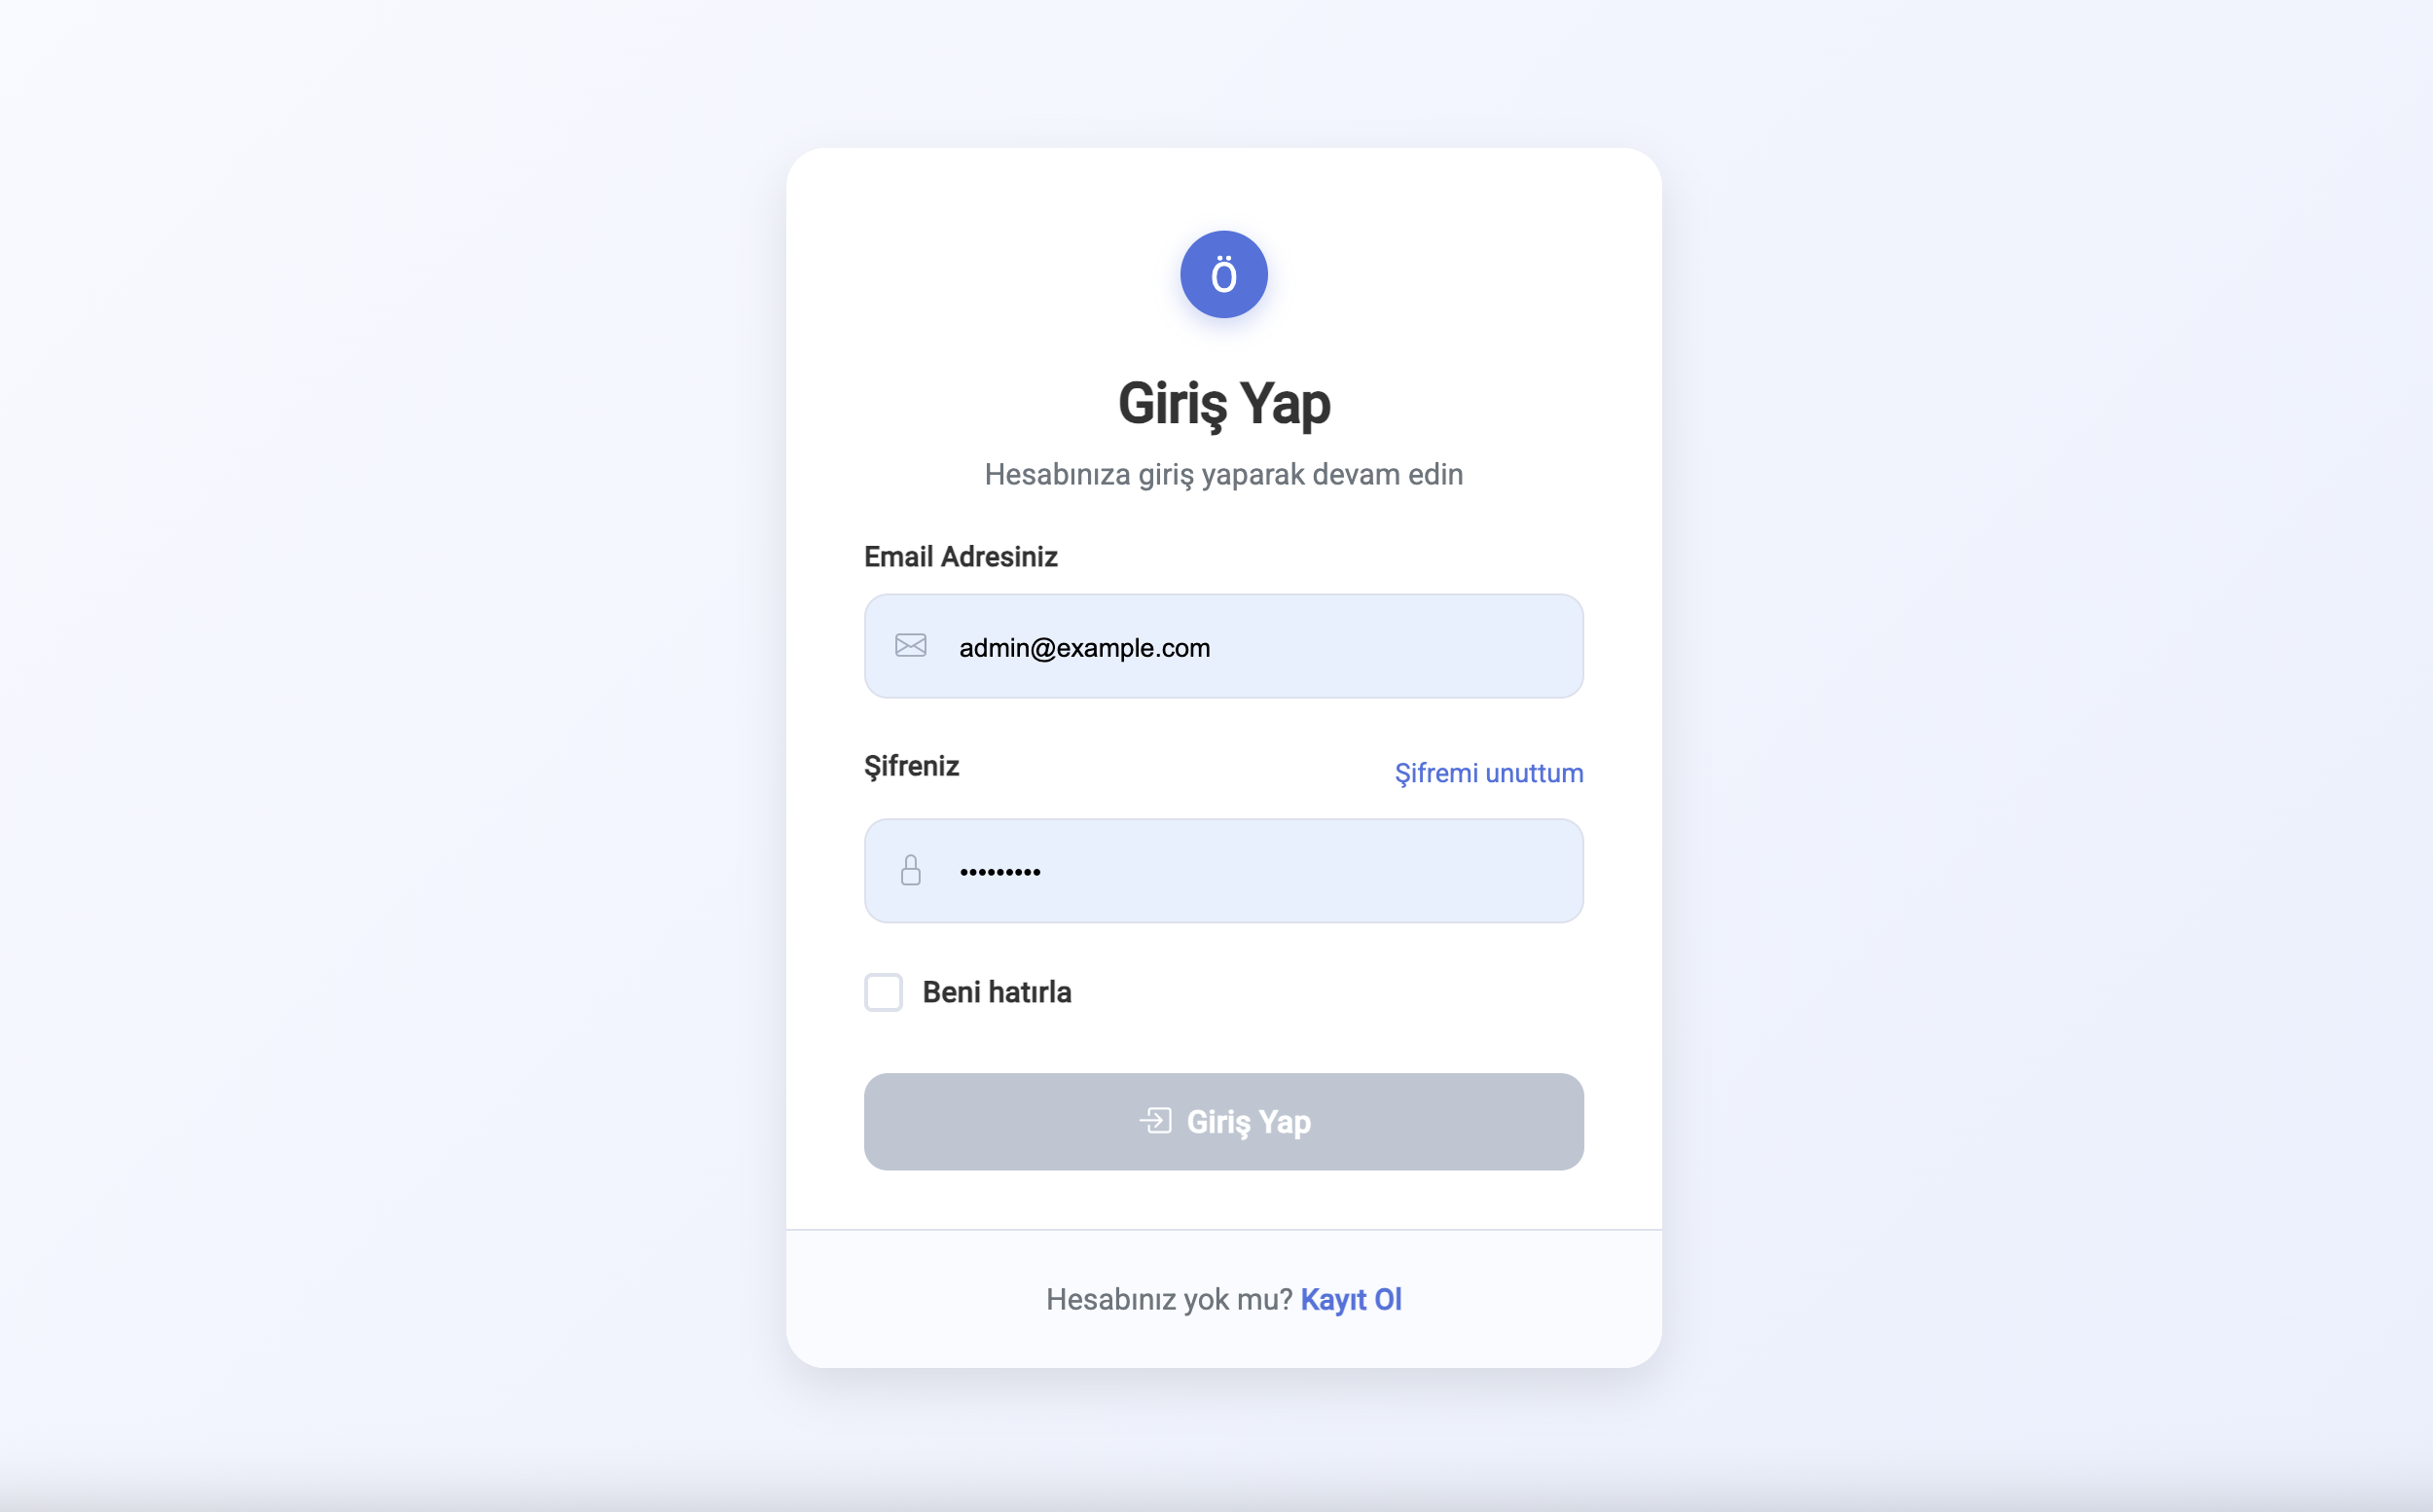 Ö
Giriş Yap
Hesabınıza giriş yaparak devam edin
Email Adresiniz
admin@example.com
Şifreniz
Şifremi unuttum
•••••••••
Beni hatırla
Giriş Yap
Hesabınız yok mu? Kayıt Ol